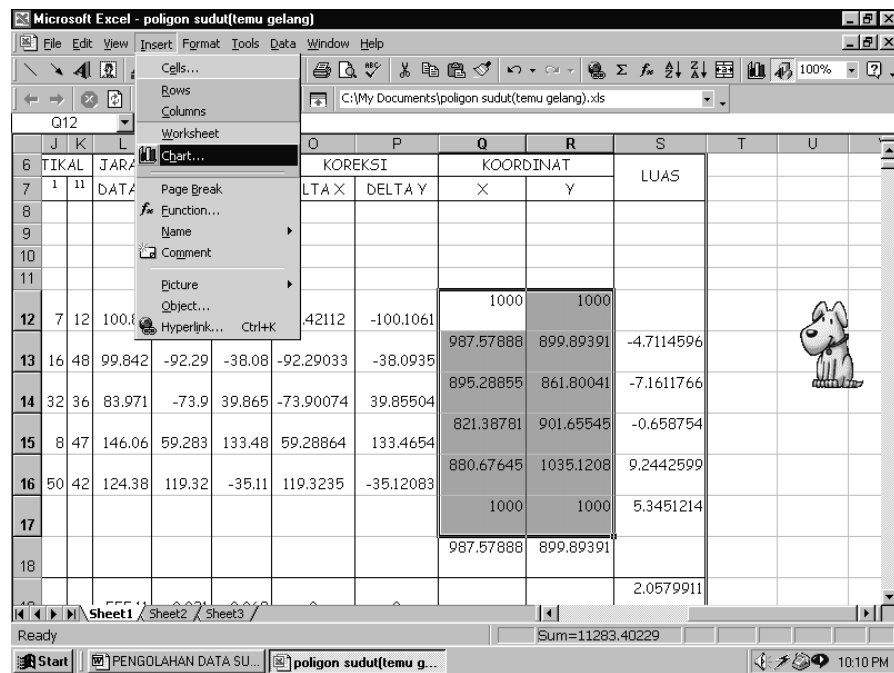 Microsoft Excel - poligon sudut(temu gelang)
File Edit View Insert Format Tools Data Window Help
100%
C:\My Documents\poligon sudut(temu gelang).xls
Q12
Cells...
Rows
Columns
Worksheet
Chart...
Page Break
Function...
Name
Comment
Picture
Object...
Hyperlink... Ctrl+K
J K L O P Q R S T U
6 TIKAL JARA KOREKSI KOORDINAT LUAS
7 1 11 DATA LTA X DELTA Y X Y
8
9
10
11
12 7 12 100.8 .42112 -100.1061 1000 1000
13 16 48 99.842 -92.29 -38.08 -92.29033 -38.0935 987.57888 899.89391 -4.7114596
14 32 36 83.971 -73.9 39.865 -73.90074 39.85504 895.28855 861.80041 -7.1611766
15 8 47 146.06 59.283 133.48 59.28864 133.4654 821.38781 901.65545 -0.658754
16 50 42 124.38 119.32 -35.11 119.3235 -35.12083 880.67645 1035.1208 9.2442599
17 1000 1000 5.3451214
18 987.57888 899.89391
2.0579911
Sheet1 Sheet2 Sheet3
Ready Sum=11283.40229
Start PENGOLAHAN DATA SU... poligon sudut(temu g... 10:10 PM